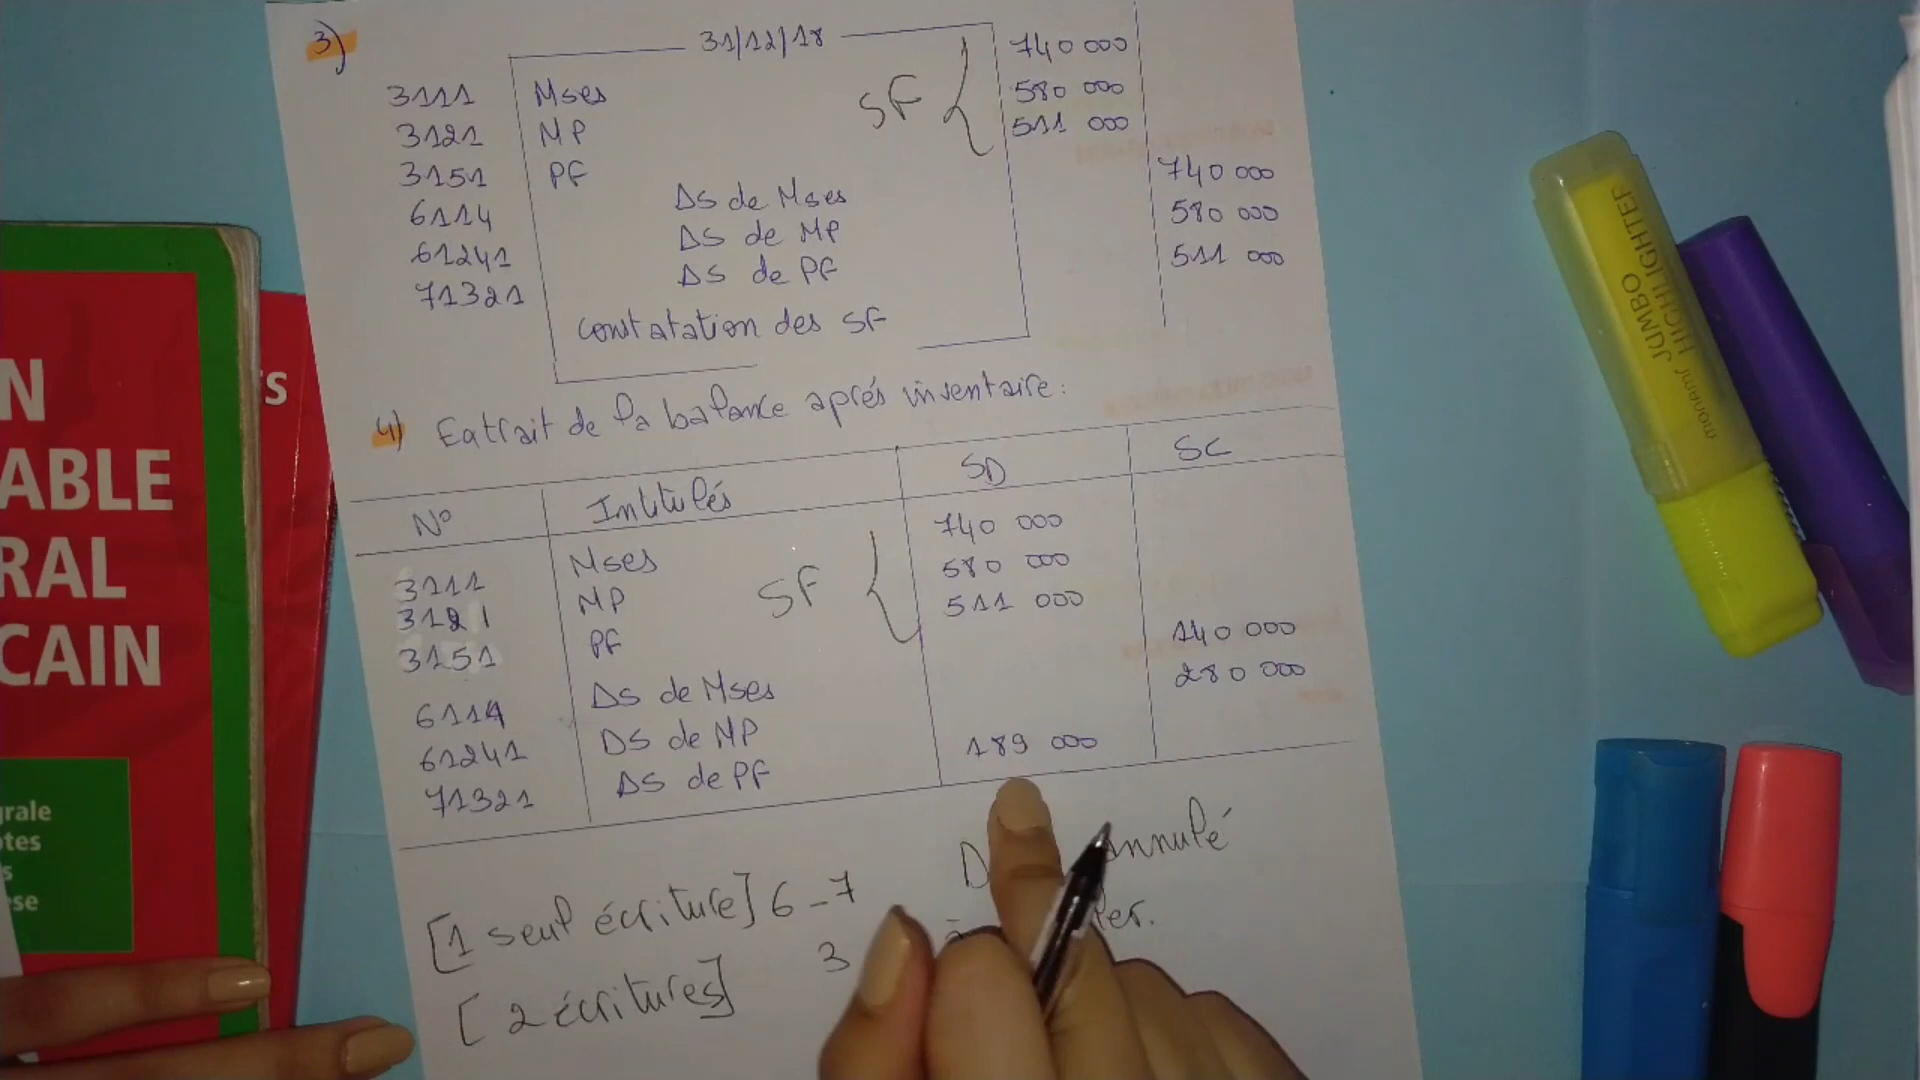 3)
31/12/18
3111 Mses SF 740 000
3121 MP 580 000
3151 PF 511 000
6114 ΔS de Mses 740 000
61241 ΔS de MP 580 000
71321 ΔS de PF 511 000
constatation des SF
4) Extrait de la balance aprés inventaire:
N° Intitulés SD SC
3111 Mses 740 000
3121 MP SF 580 000
3151 PF 511 000
6114 ΔS de Mses 140 000
61241 DS de MP 280 000
71321 ΔS de PF 189 000
[1 seul écriture] 6-7 annulé
[2 écritures] 3
N
ABLE
RAL
CAIN
S
grale
otes
s
se
JUMBO
HIGHLIGHTER
monami